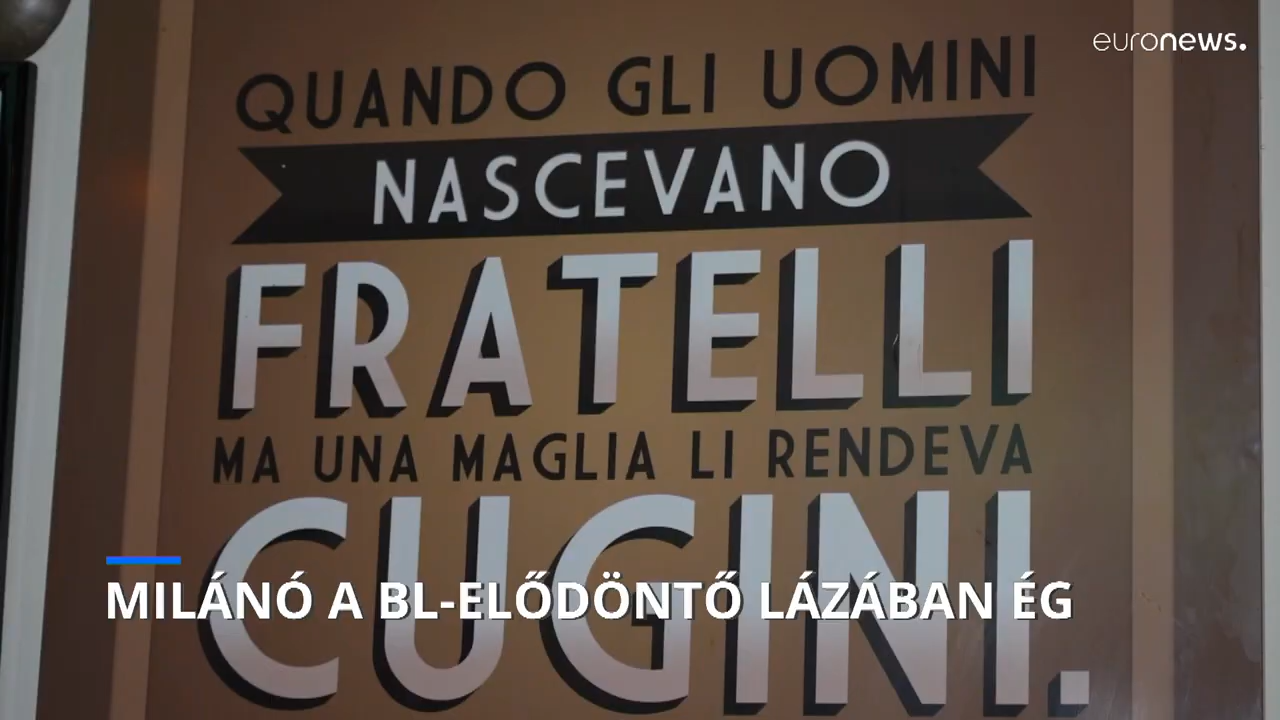 euronews.
QUANDO GLI UOMINI
NASCEVANO
FRATELLI
MA UNA MAGLIA LI RENDEVA
CUGINI.
MILÁNÓ A BL-ELŐDÖNTŐ LÁZÁBAN ÉG